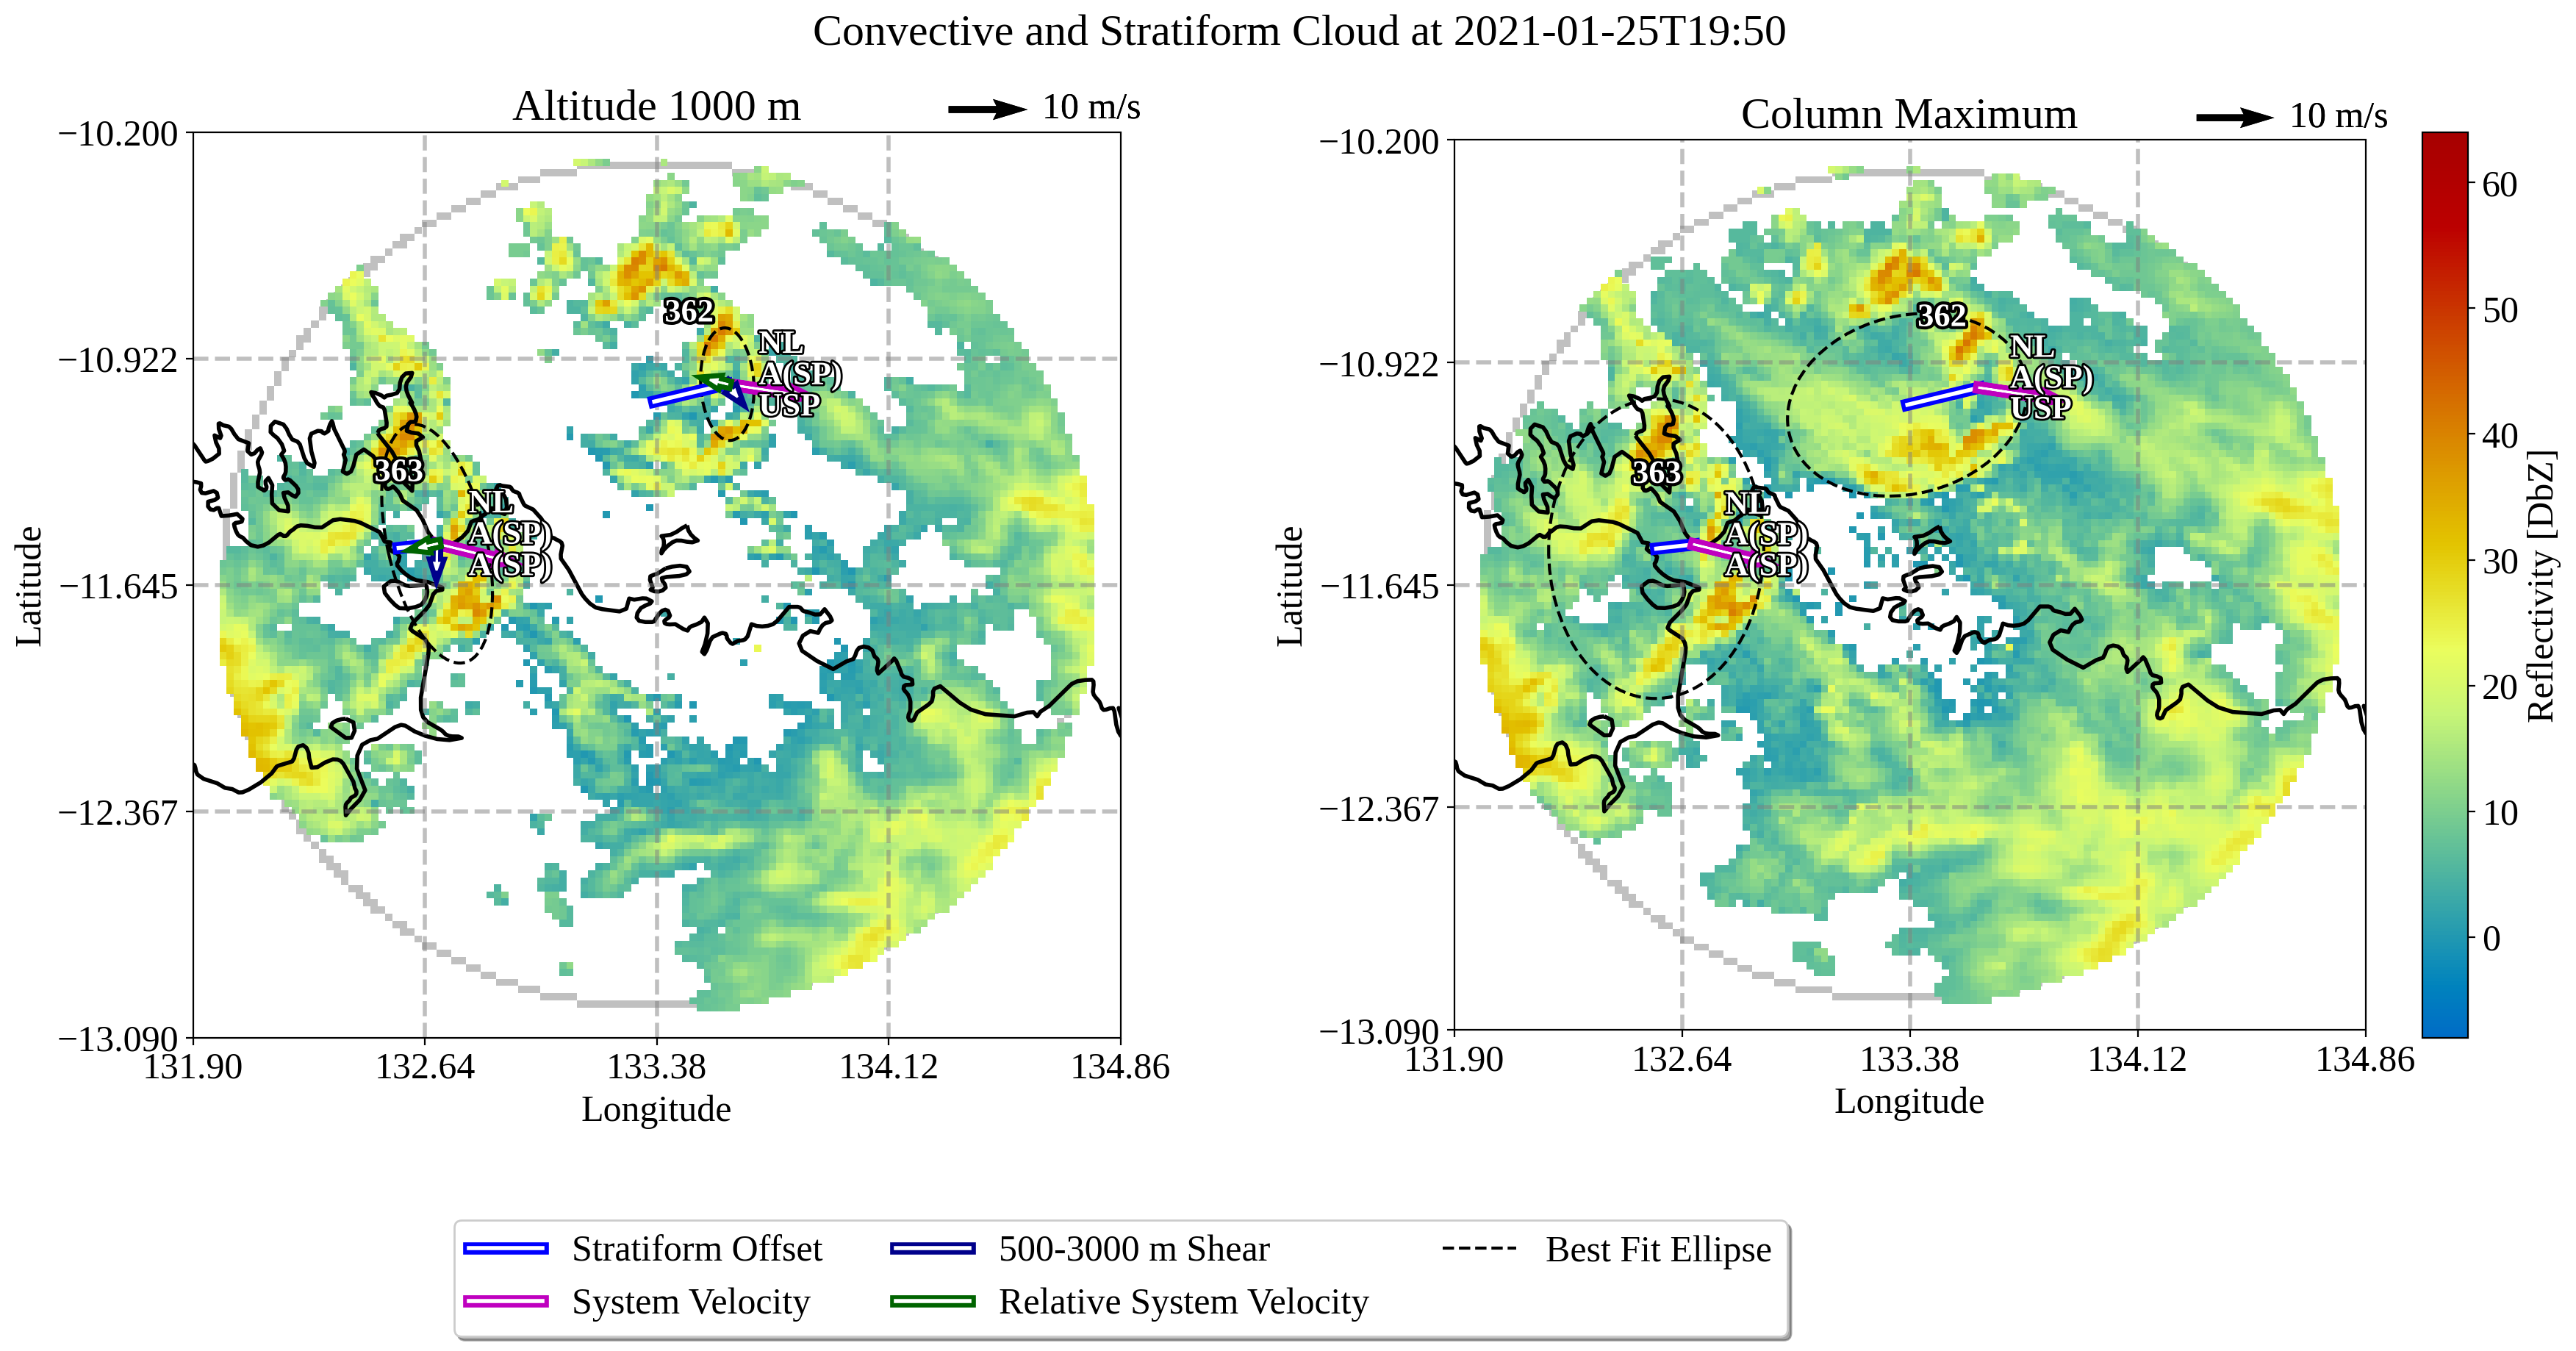 Convective and Stratiform Cloud at 2021-01-25T19:50
Altitude 1000 m
10 m/s
−10.200
−10.922
−11.645
−12.367
−13.090
131.90
132.64
133.38
134.12
134.86
Latitude
Longitude
362
NL
A(SP)
USP
363
NL
A(SP)
A(SP)
Column Maximum
10 m/s
−10.200
−10.922
−11.645
−12.367
−13.090
131.90
132.64
133.38
134.12
134.86
Latitude
Longitude
362
NL
A(SP)
USP
363
NL
A(SP)
A(SP)
60
50
40
30
20
10
0
Reflectivity [DbZ]
Stratiform Offset
System Velocity
500-3000 m Shear
Relative System Velocity
Best Fit Ellipse